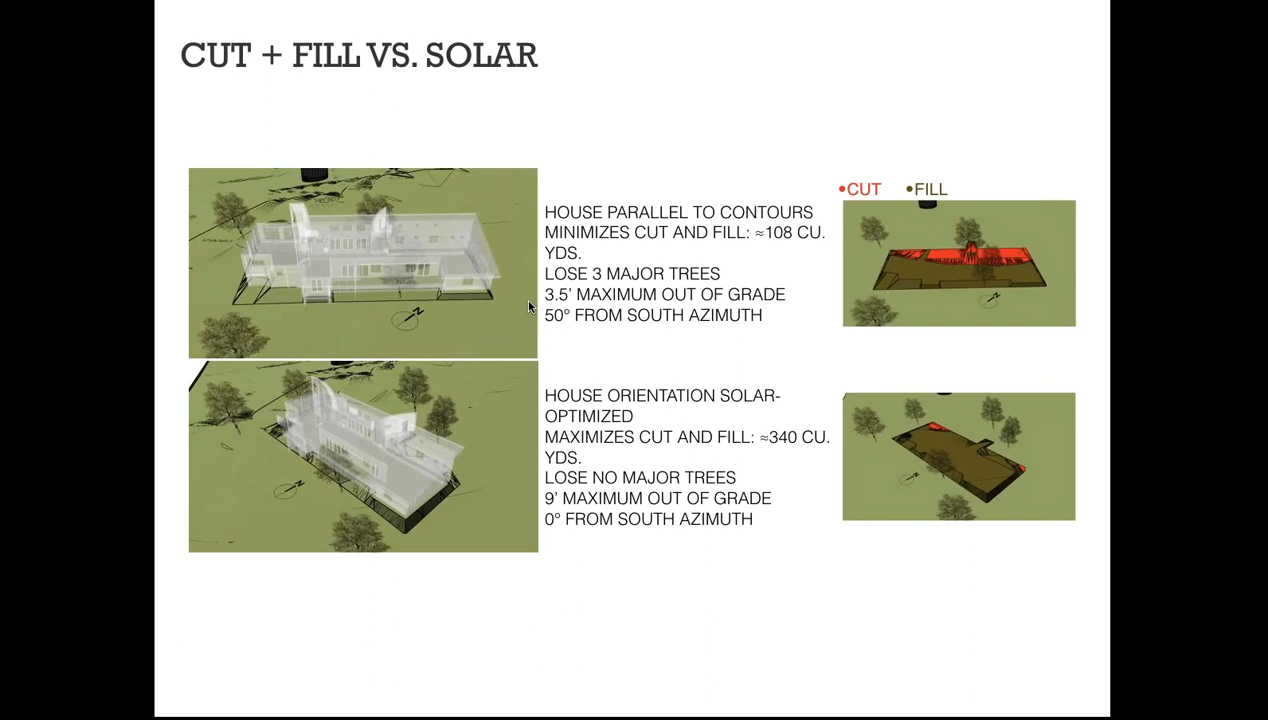 CUT + FILL VS. SOLAR
HOUSE PARALLEL TO CONTOURS
MINIMIZES CUT AND FILL: ≈108 CU.
YDS.
LOSE 3 MAJOR TREES
3.5’ MAXIMUM OUT OF GRADE
50° FROM SOUTH AZIMUTH
•CUT •FILL
N
N
HOUSE ORIENTATION SOLAR-
OPTIMIZED
MAXIMIZES CUT AND FILL: ≈340 CU.
YDS.
LOSE NO MAJOR TREES
9’ MAXIMUM OUT OF GRADE
0° FROM SOUTH AZIMUTH
N
N